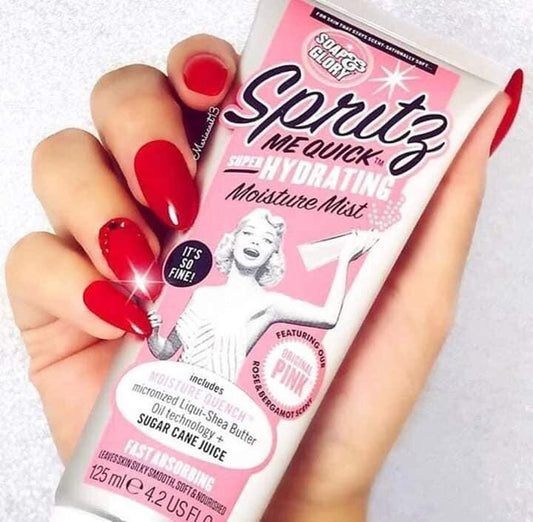 FOR SKIN THAT STAYS SCENT-SATIONALLY SOFT...
SOAP & GLORY
Spritz
ME QUICK™
SUPER HYDRATING
Moisture Mist
IT'S
SO
FINE!
FEATURING OUR
ORIGINAL
PINK
ROSE & BERGAMOT SCENT
includes
MOISTURE QUENCH™
micronized Liqui-Shea Butter
Oil technology +
SUGAR CANE JUICE
FAST ABSORBING
LEAVES SKIN SILKY SMOOTH, SOFT & NOURISHED
125 ml e 4.2 US FL O